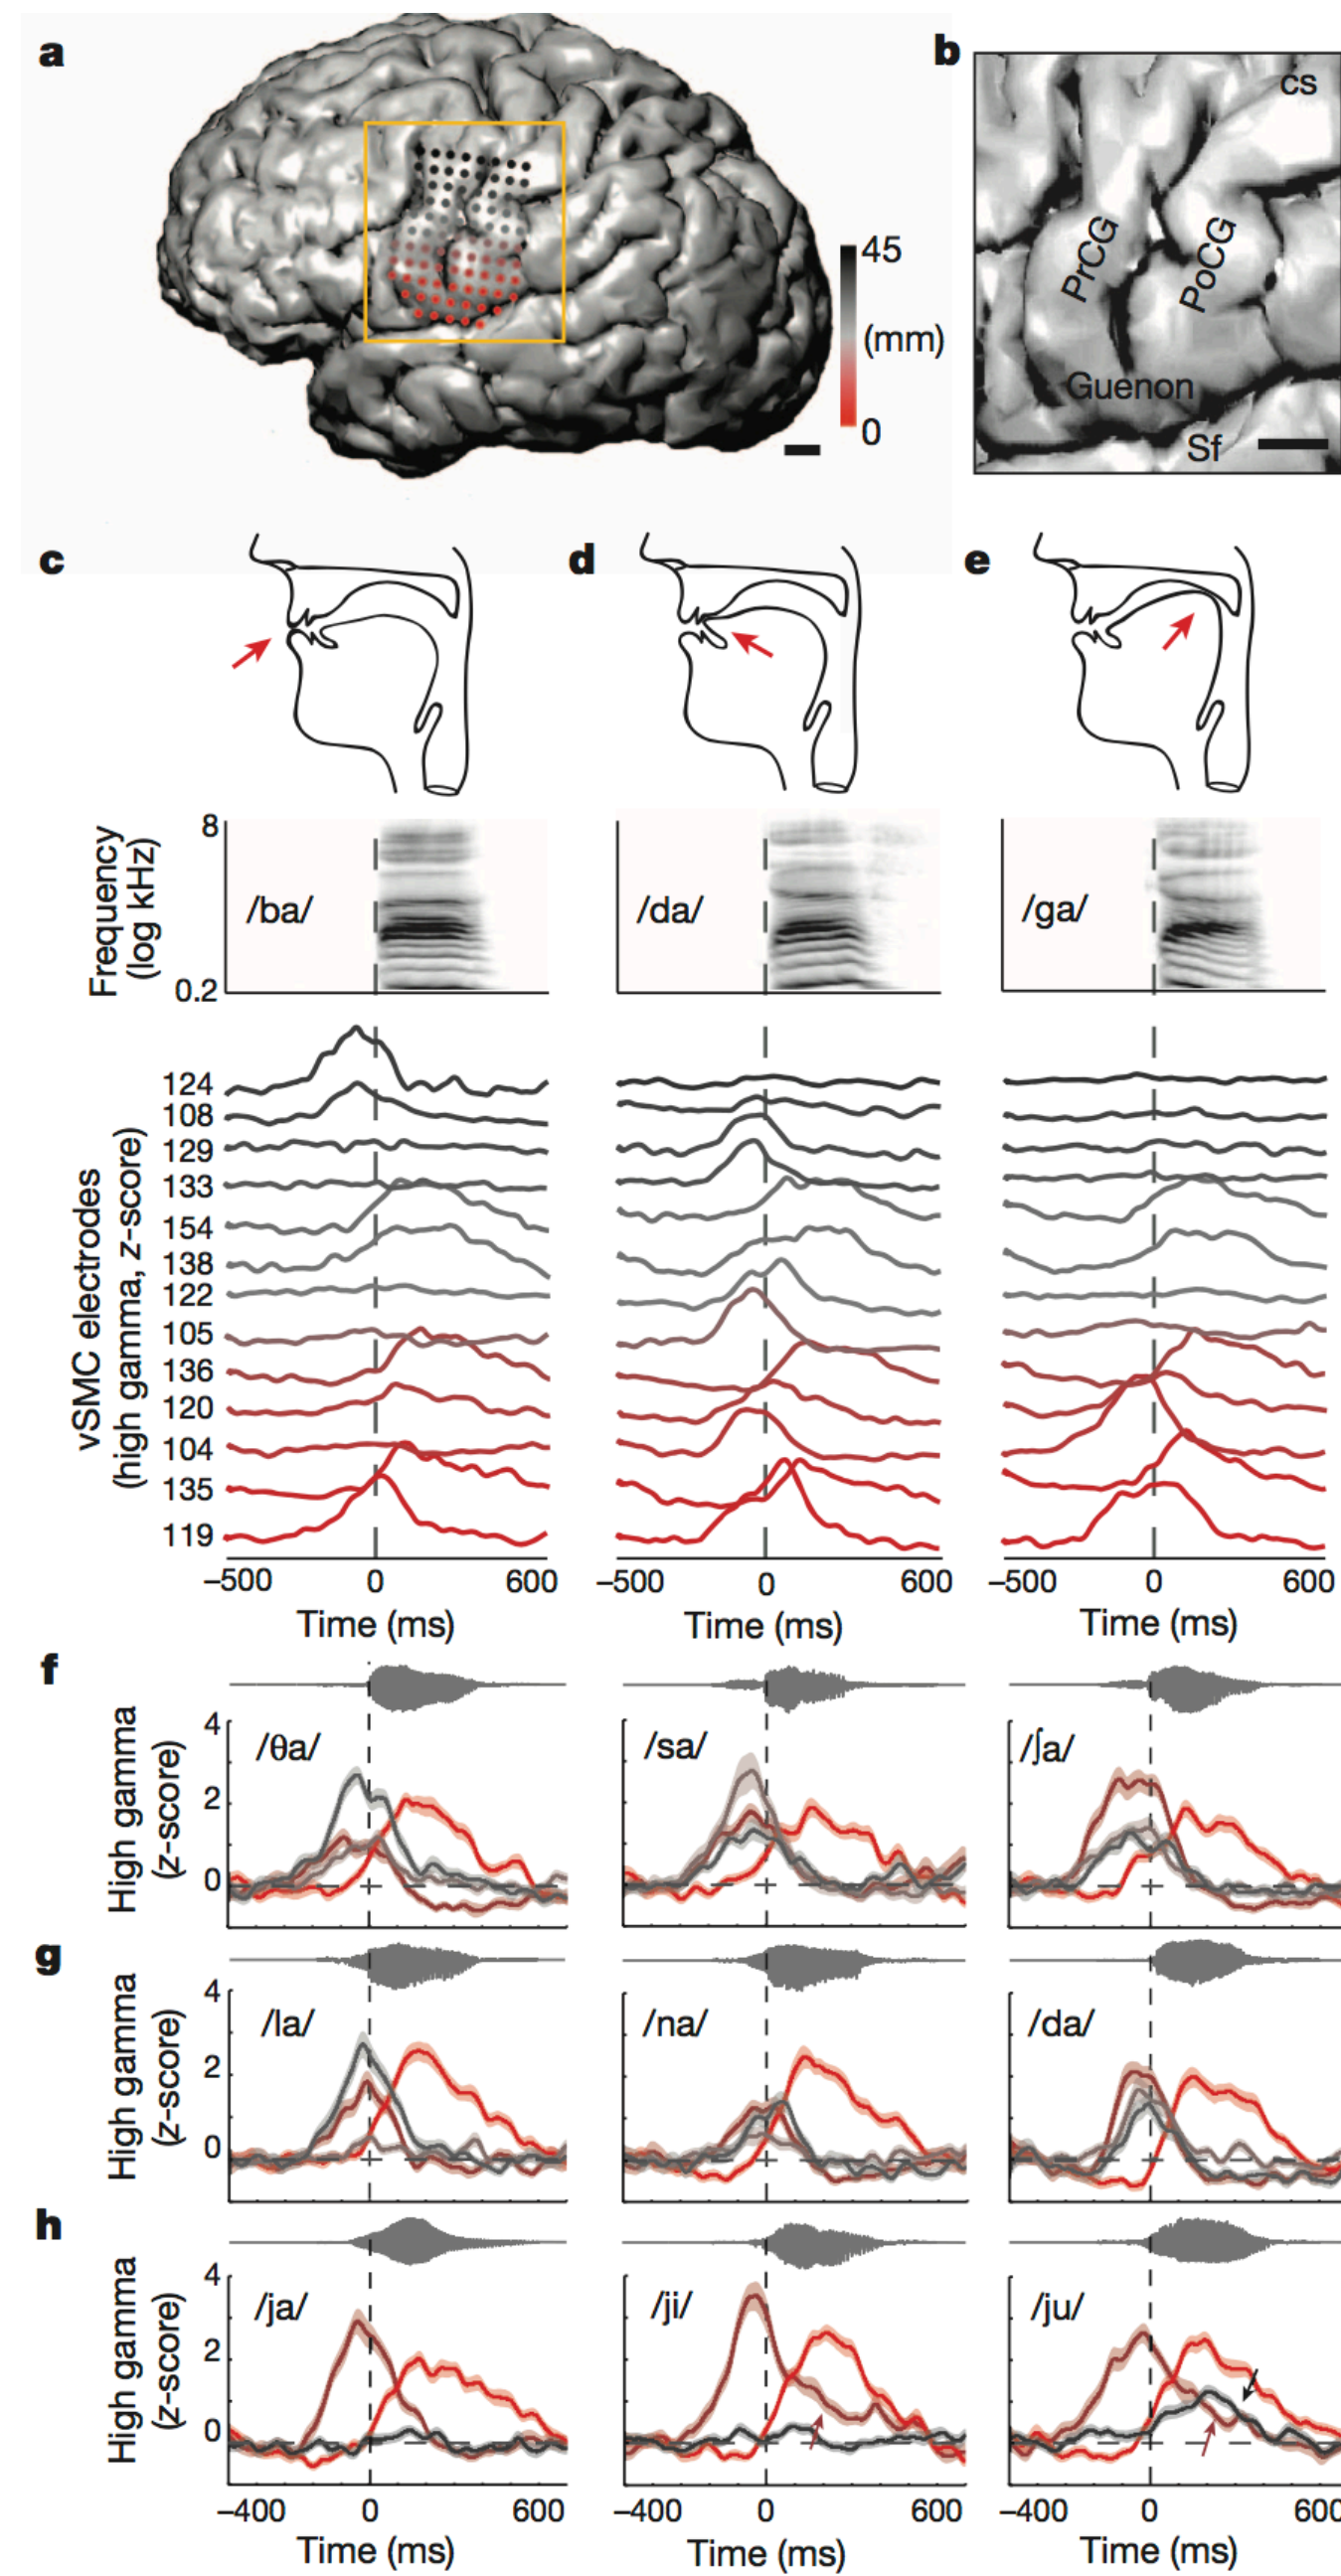 a
45
(mm)
0
b
cs
PrCG
PoCG
Guenon
Sf
c
d
e
Frequency
(log kHz)
8
0.2
/ba/
/da/
/ga/
vSMC electrodes
(high gamma, z-score)
124
108
129
133
154
138
122
105
136
120
104
135
119
–500 0 600
–500 0 600
–500 0 600
Time (ms)
Time (ms)
Time (ms)
f
High gamma
(z-score)
4
2
0
/θa/
/sa/
/ʃa/
g
High gamma
(z-score)
4
2
0
/la/
/na/
/da/
h
High gamma
(z-score)
4
2
0
/ja/
/ji/
/ju/
–400 0 600
–400 0 600
–400 0 600
Time (ms)
Time (ms)
Time (ms)